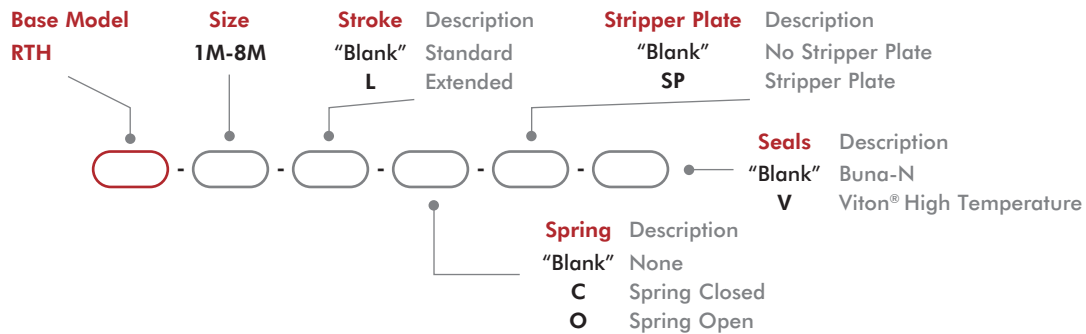 Base Model Size Stroke Description Stripper Plate Description
RTH 1M-8M “Blank” Standard “Blank” No Stripper Plate
L Extended SP Stripper Plate
- - - - -
Seals Description
“Blank” Buna-N
V Viton® High Temperature
Spring Description
“Blank” None
C Spring Closed
O Spring Open